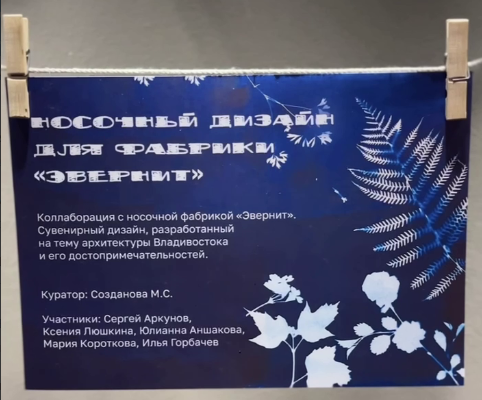 НОСОЧНЫЙ ДИЗАЙН
ДЛЯ ФАБРИКИ
«ЭВЕРНИТ»
Коллаборация с носочной фабрикой «Эвернит».
Сувенирный дизайн, разработанный
на тему архитектуры Владивостока
и его достопримечательностей.
Куратор: Созданова М.С.
Участники: Сергей Аркунов,
Ксения Люшкина, Юлианна Аншакова,
Мария Короткова, Илья Горбачев